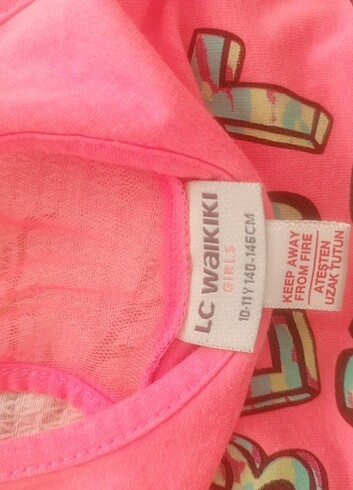 LC WAIKIKI
GIRLS
10-11Y 140-146CM
KEEP AWAY
FROM FIRE
ATEŞTEN
UZAK TUTUN